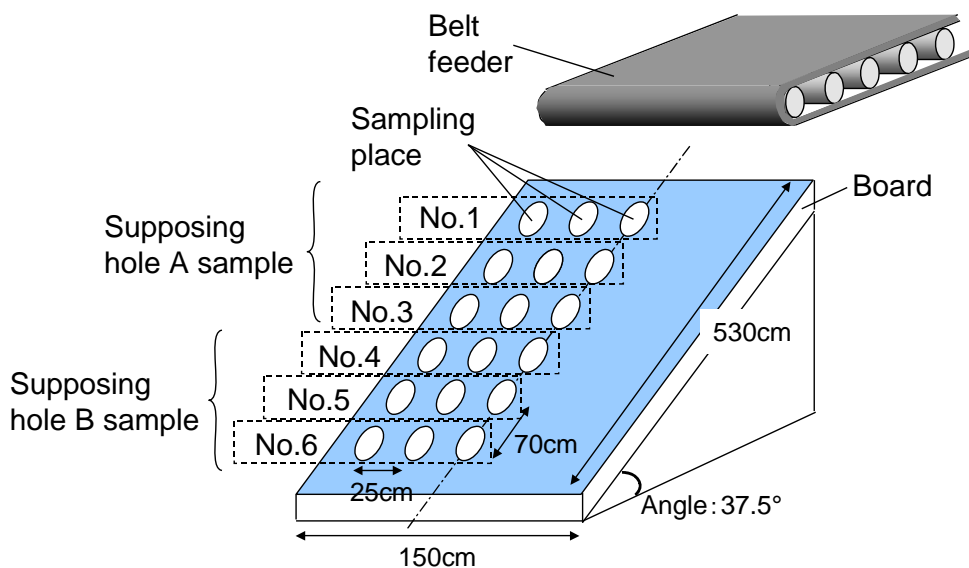 Belt
feeder
Sampling
place
Board
No.1
Supposing
hole A sample
No.2
No.3
530cm
No.4
Supposing
hole B sample
No.5
No.6
70cm
25cm
Angle：37.5°
150cm